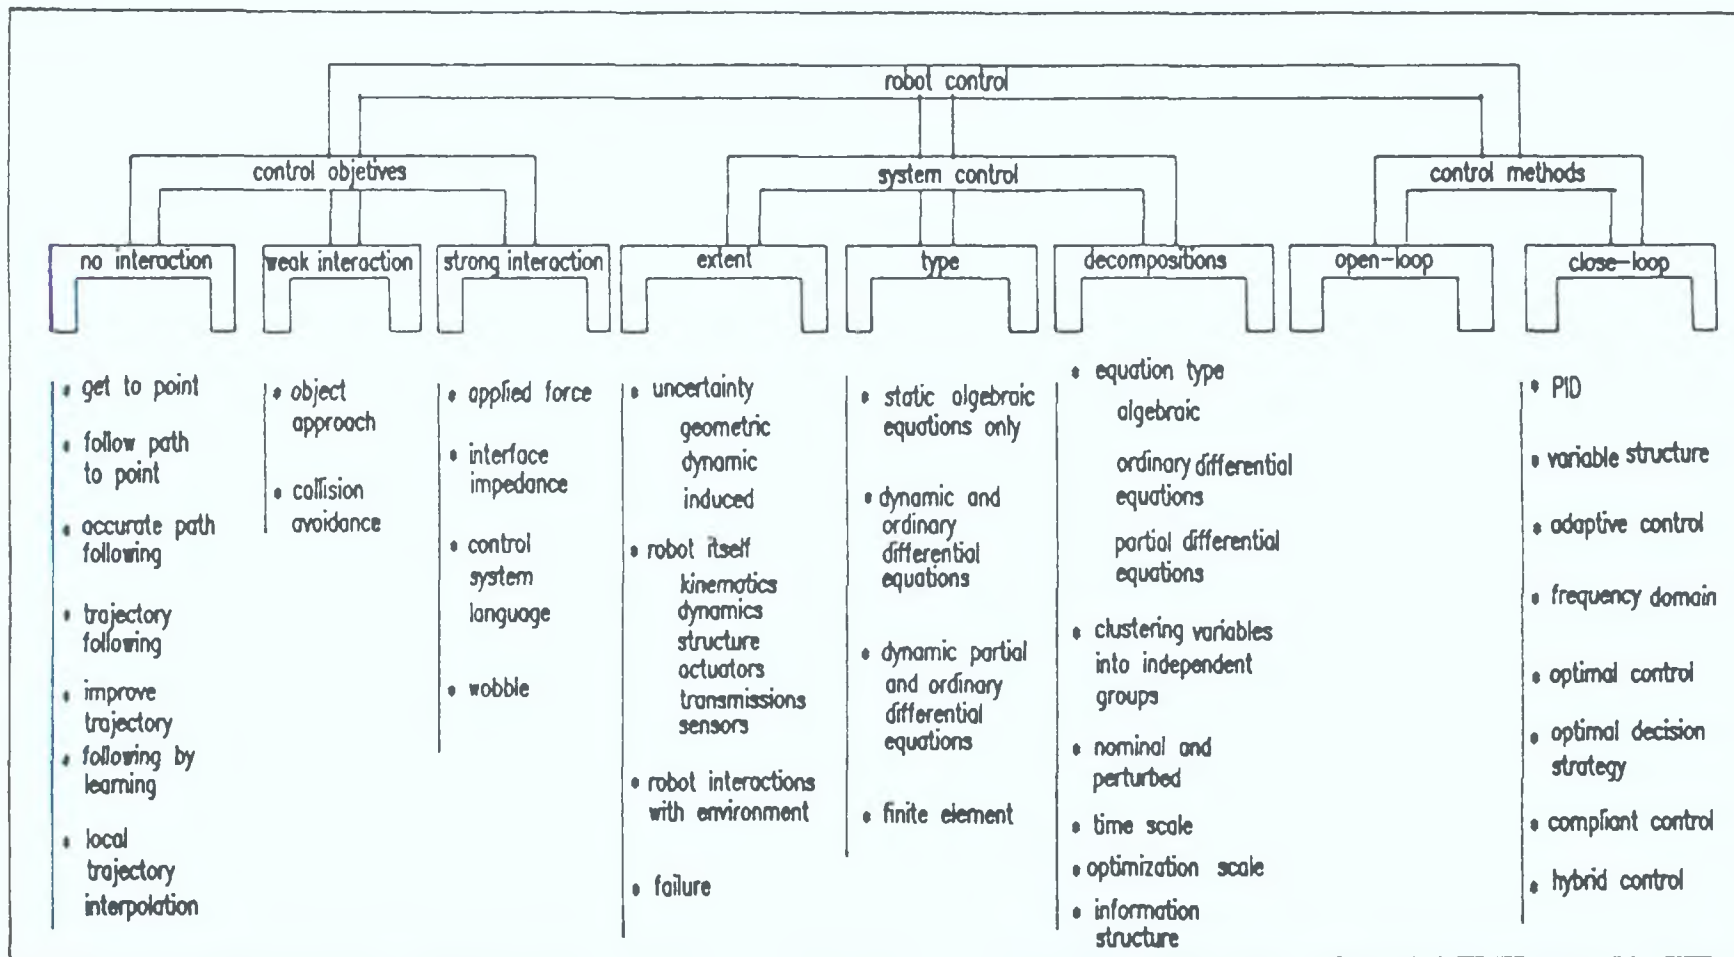 robot control
control objetives
system control
control methods
no interaction
weak interaction
strong interaction
extent
type
decompositions
open-loop
close-loop
• get to point
• follow path
to point
• accurate path
following
• trajectory
following
• improve
trajectory
• following by
learning
• local
trajectory
interpolation
• object
approach
• collision
avoidance
• applied force
• interface
impedance
• control
system
language
• wobble
• uncertainty
geometric
dynamic
induced
• robot itself
kinematics
dynamics
structure
actuators
transmissions
sensors
• robot interactions
with environment
• failure
• static algebraic
equations only
• dynamic and
ordinary
differential
equations
• dynamic partial
and ordinary
differential
equations
• finite element
• equation type
algebraic
ordinary differential
equations
partial differential
equations
• clustering variables
into independent
groups
• nominal and
perturbed
• time scale
• optimization scale
• information
structure
• PID
• variable structure
• adaptive control
• frequency domain
• optimal control
• optimal decision
strategy
• compliant control
• hybrid control